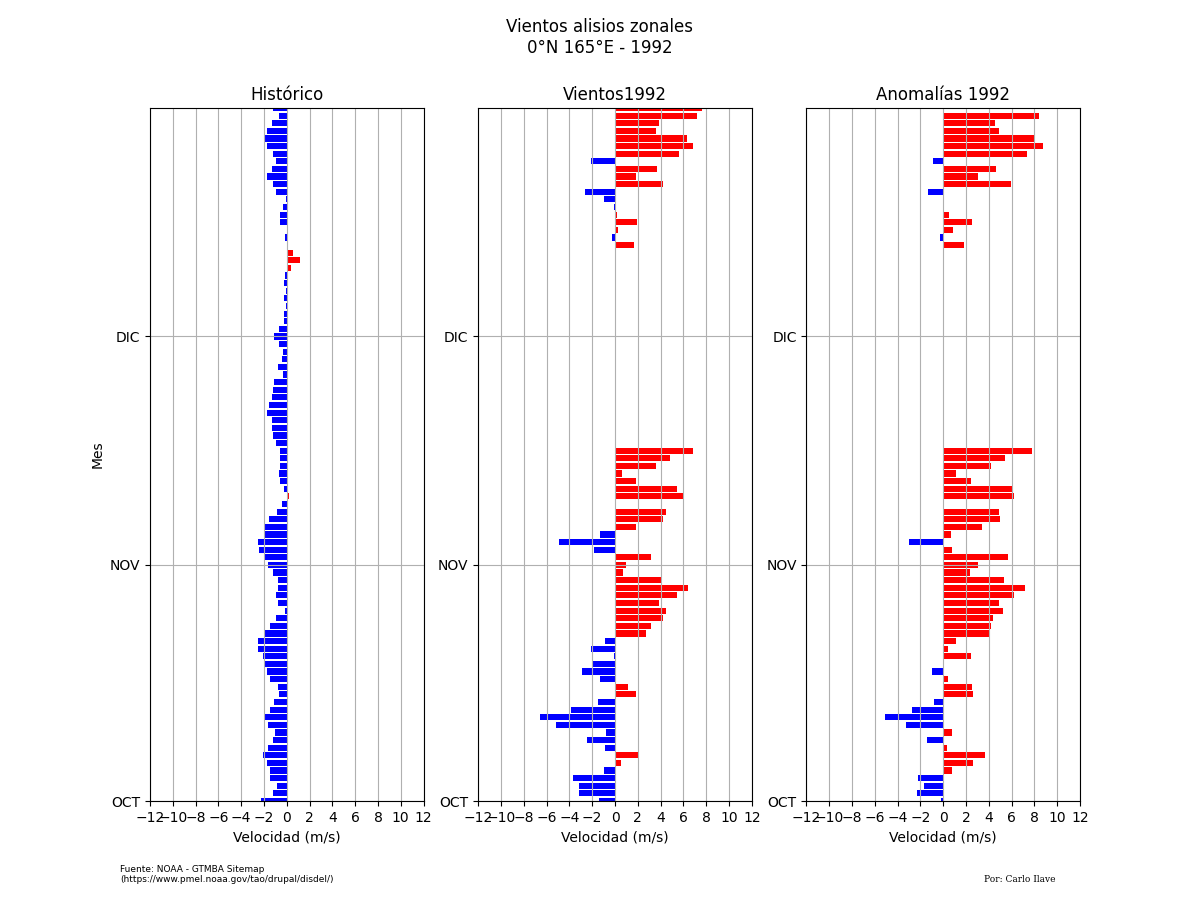 Vientos alisios zonales
0°N 165°E - 1992
Histórico
Vientos1992
Anomalías 1992
Mes
DIC
NOV
OCT
−12 −10 −8 −6 −4 −2 0 2 4 6 8 10 12
Velocidad (m/s)
DIC
NOV
OCT
−12 −10 −8 −6 −4 −2 0 2 4 6 8 10 12
Velocidad (m/s)
DIC
NOV
OCT
−12 −10 −8 −6 −4 −2 0 2 4 6 8 10 12
Velocidad (m/s)
Fuente: NOAA - GTMBA Sitemap
(https://www.pmel.noaa.gov/tao/drupal/disdel/)
Por: Carlo Ilave